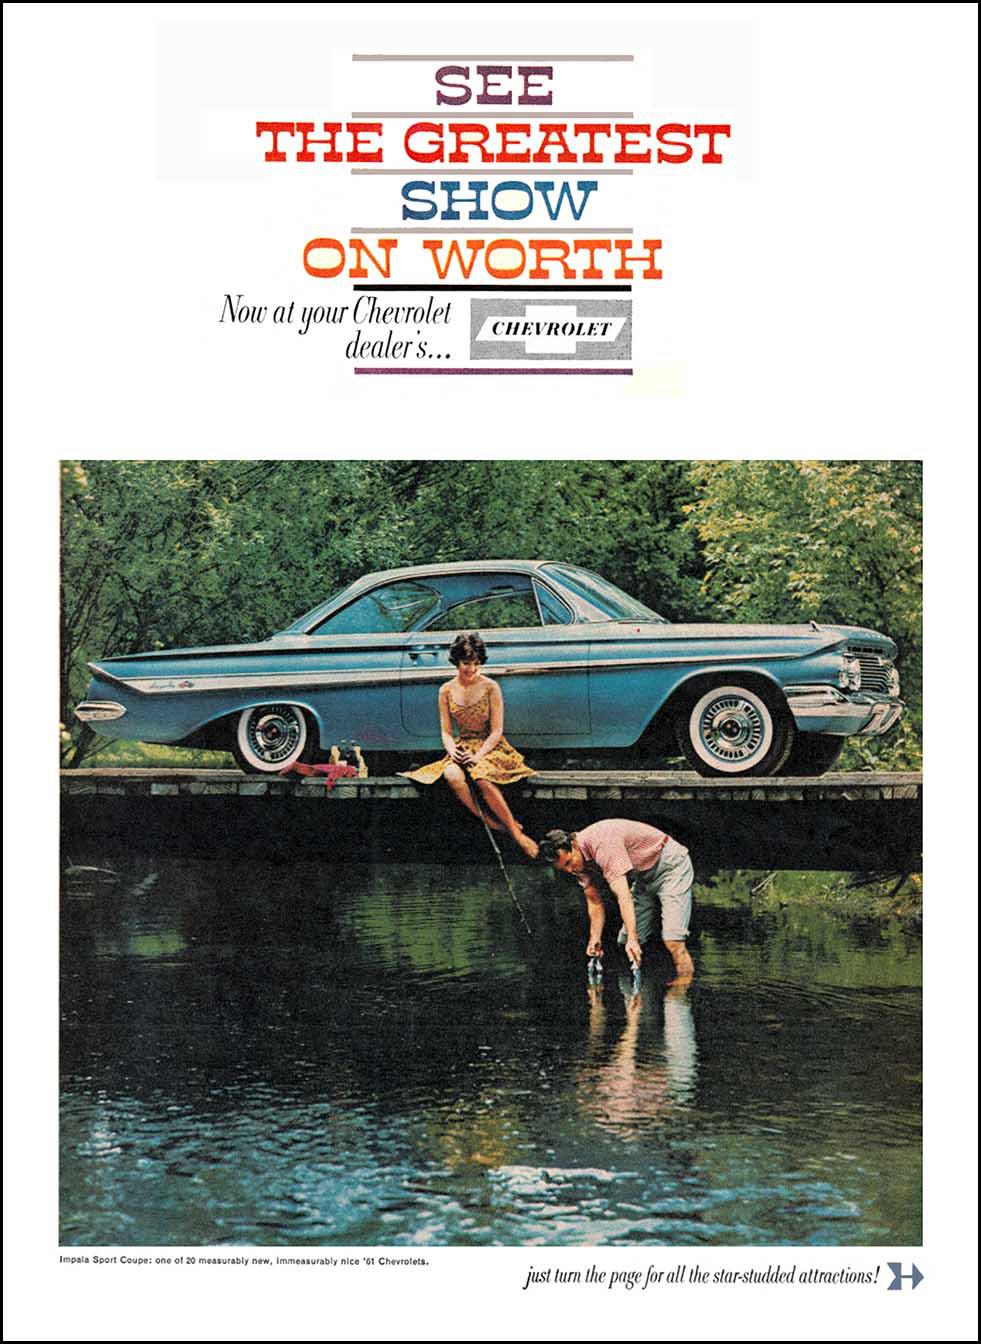 SEE
THE GREATEST
SHOW
ON WORTH
Now at your Chevrolet
dealer's...
CHEVROLET
Impala Sport Coupe: one of 20 measurably new, immeasurably nice '61 Chevrolets.
just turn the page for all the star-studded attractions!